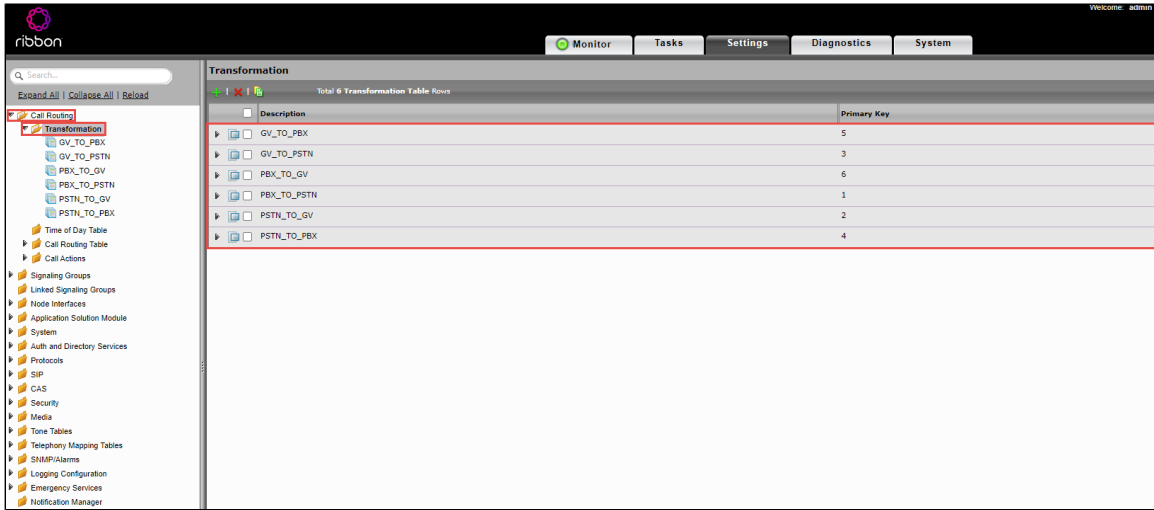 Welcome: admin
ribbon
Monitor
Tasks
Settings
Diagnostics
System
Search...
Expand All | Collapse All | Reload
Call Routing
Transformation
GV_TO_PBX
GV_TO_PSTN
PBX_TO_GV
PBX_TO_PSTN
PSTN_TO_GV
PSTN_TO_PBX
Time of Day Table
Call Routing Table
Call Actions
Signaling Groups
Linked Signaling Groups
Node Interfaces
Application Solution Module
System
Auth and Directory Services
Protocols
SIP
CAS
Security
Media
Tone Tables
Telephony Mapping Tables
SNMP/Alarms
Logging Configuration
Emergency Services
Notification Manager
Transformation
Total 6 Transformation Table Rows
Description Primary Key
GV_TO_PBX 5
GV_TO_PSTN 3
PBX_TO_GV 6
PBX_TO_PSTN 1
PSTN_TO_GV 2
PSTN_TO_PBX 4